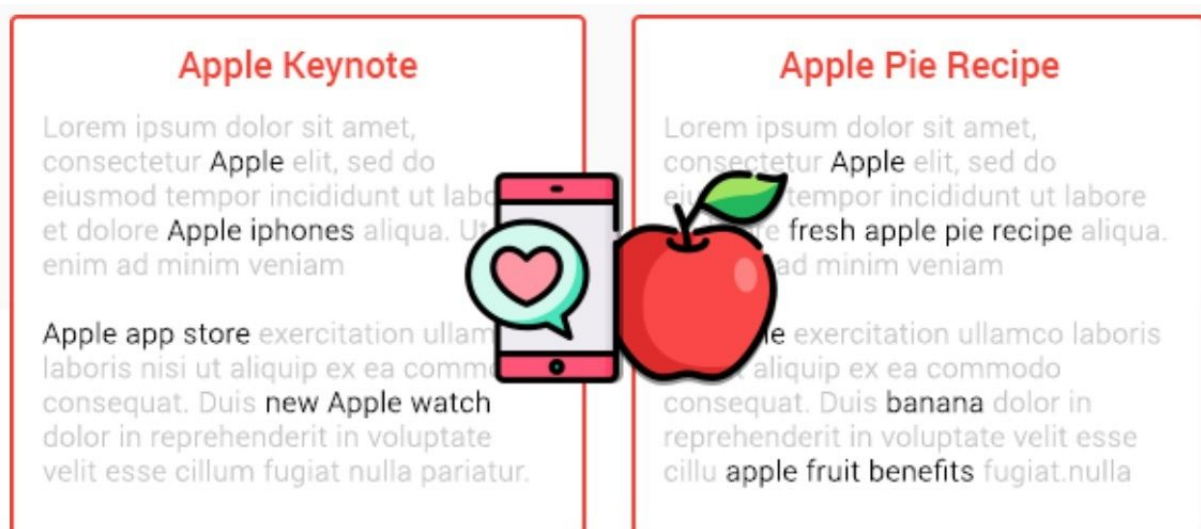 Apple Keynote
Lorem ipsum dolor sit amet,
consectetur Apple elit, sed do
eiusmod tempor incididunt ut
et dolore Apple iphones aliqua.
enim ad minim veniam
Apple app store exercitation
laboris nisi ut aliquip ex ea
consequat. Duis new Apple watch
dolor in reprehenderit in voluptate
velit esse cillum fugiat nulla pariatur.
Apple Pie Recipe
Lorem ipsum dolor sit amet,
consectetur Apple elit, sed do
tempor incididunt ut labore
fresh apple pie recipe aliqua.
ad minim veniam
exercitation ullamco laboris
aliquip ex ea commodo
consequat. Duis banana dolor in
reprehenderit in voluptate velit esse
cillu apple fruit benefits fugiat.nulla